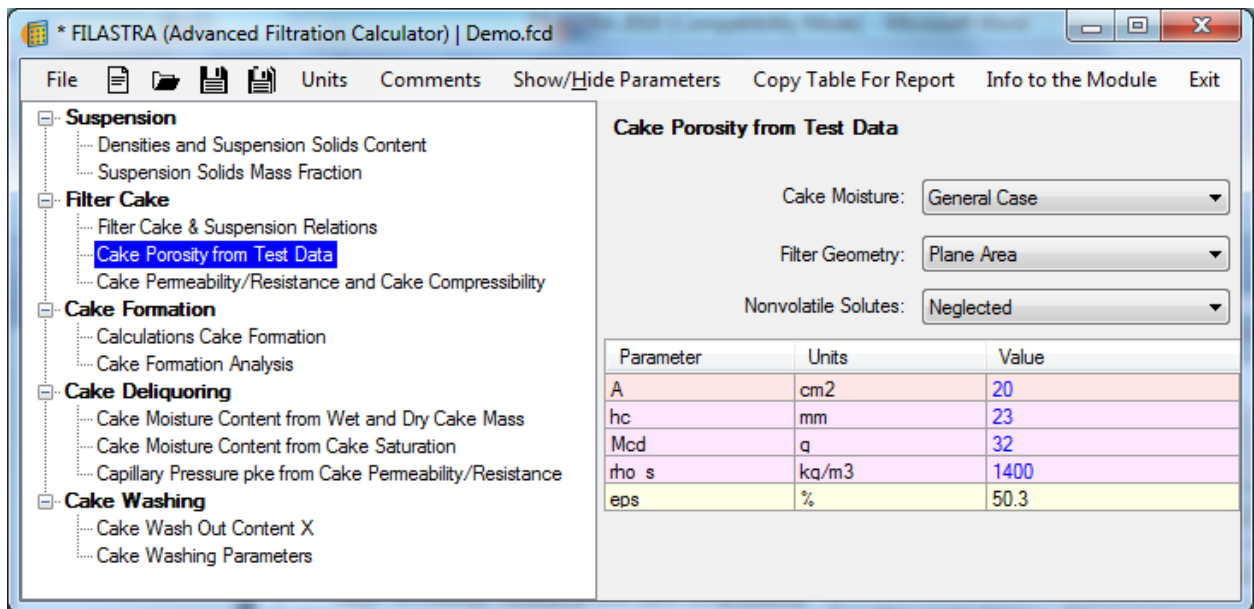 * FILASTRA (Advanced Filtration Calculator) | Demo.fcd
File Units Comments Show/Hide Parameters Copy Table For Report Info to the Module Exit
Suspension
Densities and Suspension Solids Content
Suspension Solids Mass Fraction
Filter Cake
Filter Cake & Suspension Relations
Cake Porosity from Test Data
Cake Permeability/Resistance and Cake Compressibility
Cake Formation
Calculations Cake Formation
Cake Formation Analysis
Cake Deliquoring
Cake Moisture Content from Wet and Dry Cake Mass
Cake Moisture Content from Cake Saturation
Capillary Pressure pke from Cake Permeability/Resistance
Cake Washing
Cake Wash Out Content X
Cake Washing Parameters
Cake Porosity from Test Data
Cake Moisture: General Case
Filter Geometry: Plane Area
Nonvolatile Solutes: Neglected
Parameter Units Value
A cm2 20
hc mm 23
Mcd g 32
rho_s kg/m3 1400
eps % 50.3